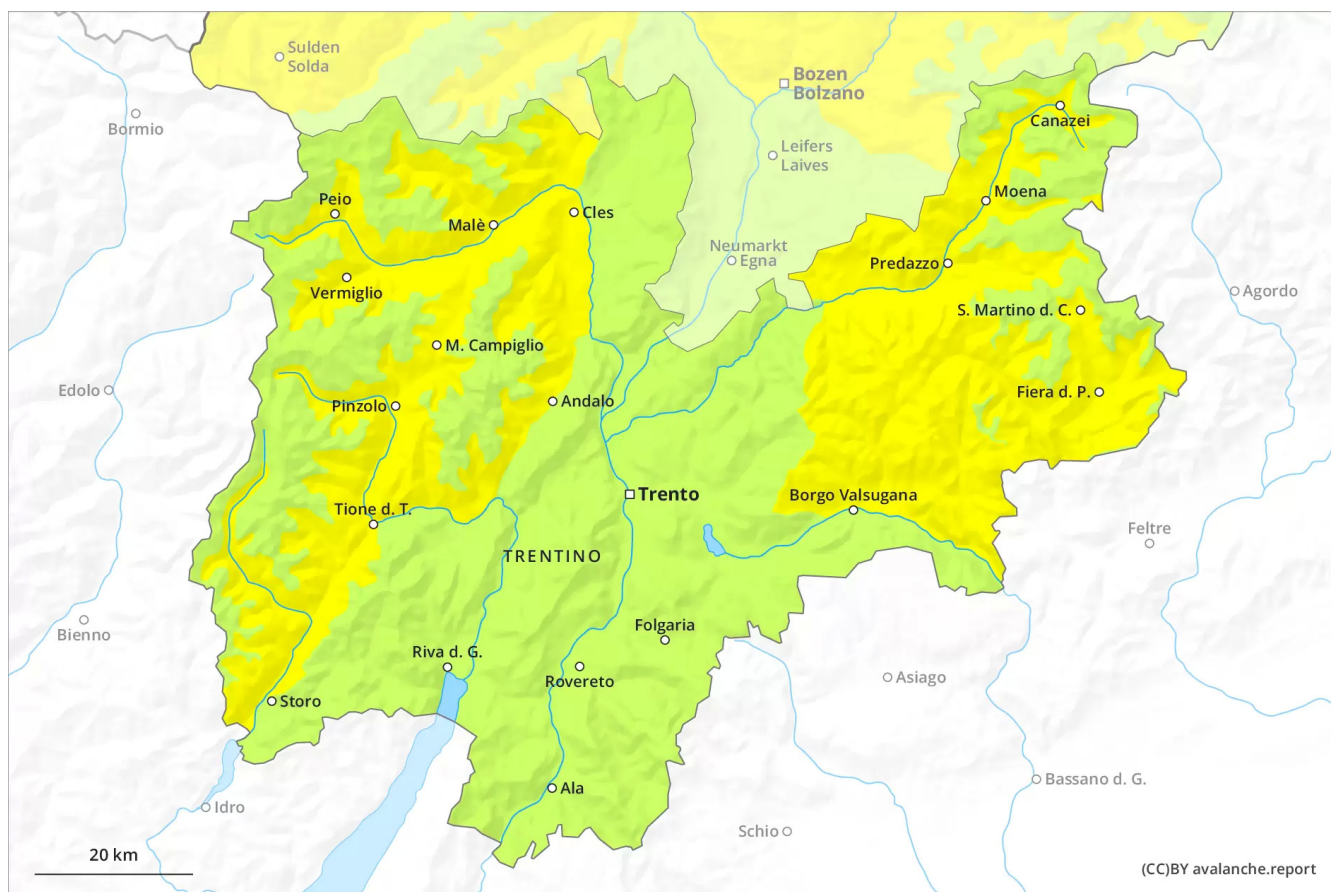 Sulden
Solda
Bozen
Bolzano
Bormio
Canazei
Leifers
Laives
Peio
Moena
Malè
Cles
Neumarkt
Egna
Predazzo
Vermiglio
Agordo
S. Martino d. C.
M. Campiglio
Edolo
Fiera d. P.
Pinzolo
Andalo
Trento
Borgo Valsugana
Tione d. T.
Feltre
TRENTINO
Bienno
Folgaria
Riva d. G.
Rovereto
Asiago
Storo
Bassano d. G.
Ala
Idro
Schio
20 km
(CC)BY avalanche.report